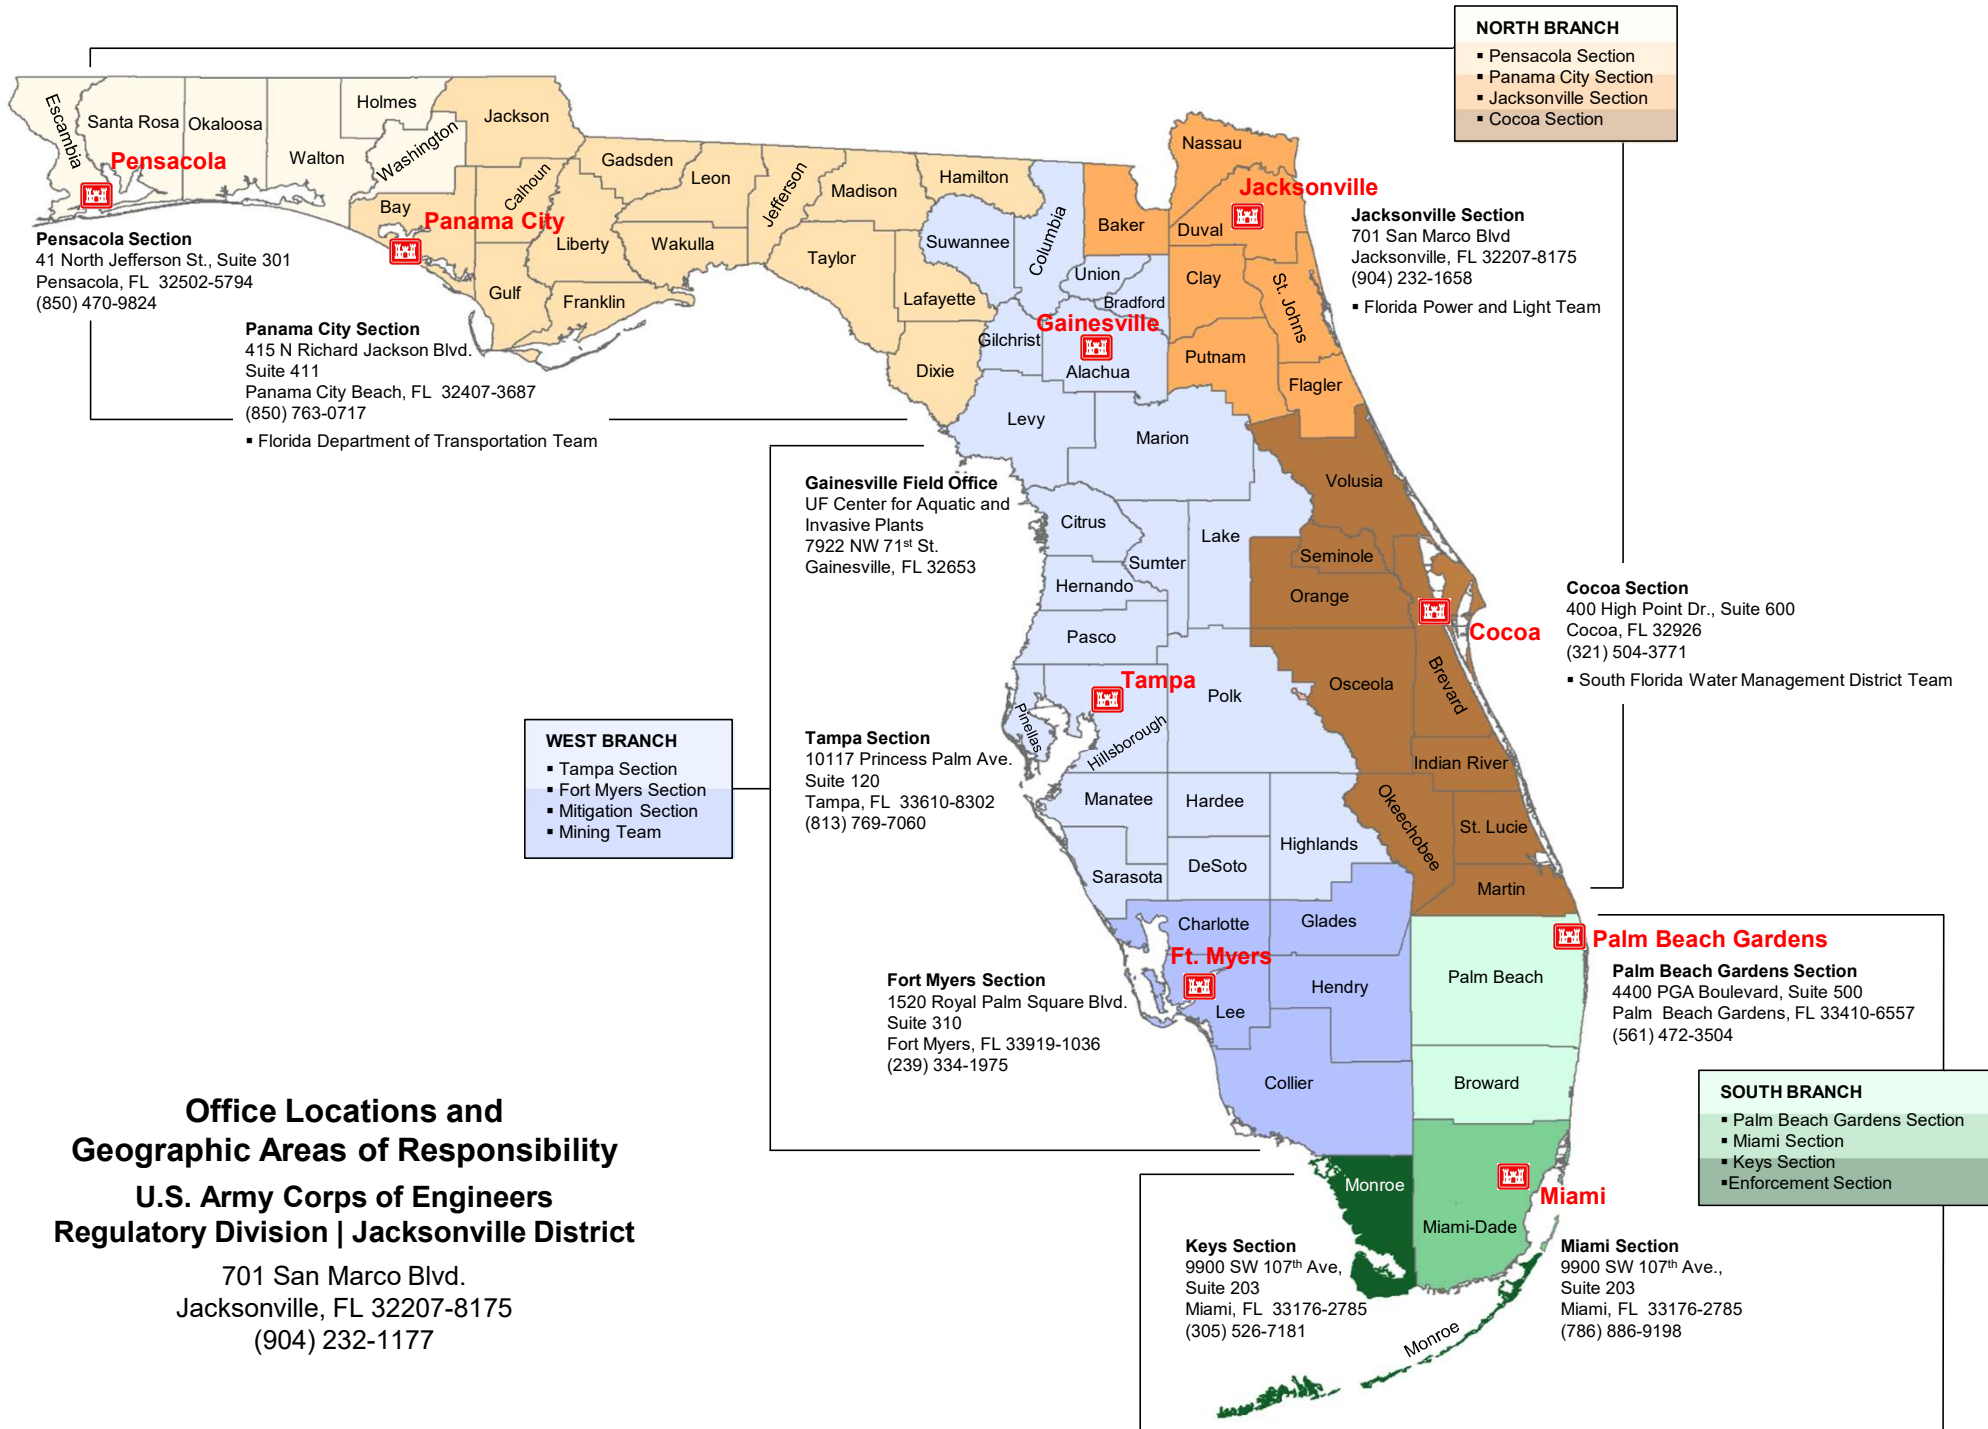 NORTH BRANCH
▪ Pensacola Section
▪ Panama City Section
▪ Jacksonville Section
▪ Cocoa Section
Escambia
Santa Rosa
Okaloosa
Walton
Holmes
Washington
Jackson
Bay
Calhoun
Gulf
Liberty
Franklin
Gadsden
Leon
Wakulla
Jefferson
Madison
Taylor
Hamilton
Lafayette
Dixie
Pensacola
Panama City
Pensacola Section
41 North Jefferson St., Suite 301
Pensacola, FL 32502-5794
(850) 470-9824
Panama City Section
415 N Richard Jackson Blvd.
Suite 411
Panama City Beach, FL 32407-3687
(850) 763-0717
▪ Florida Department of Transportation Team
Nassau
Jacksonville
Baker
Duval
Clay
St. Johns
Putnam
Flagler
Jacksonville Section
701 San Marco Blvd
Jacksonville, FL 32207-8175
(904) 232-1658
▪ Florida Power and Light Team
Suwannee
Columbia
Union
Bradford
Gainesville
Gilchrist
Alachua
Levy
Marion
Gainesville Field Office
UF Center for Aquatic and
Invasive Plants
7922 NW 71st St.
Gainesville, FL 32653
Citrus
Sumter
Lake
Hernando
Pasco
Tampa
Pinellas
Hillsborough
Polk
Manatee
Hardee
Highlands
Sarasota
DeSoto
Volusia
Seminole
Orange
Cocoa
Osceola
Brevard
Indian River
Okeechobee
St. Lucie
Martin
Cocoa Section
400 High Point Dr., Suite 600
Cocoa, FL 32926
(321) 504-3771
▪ South Florida Water Management District Team
WEST BRANCH
▪ Tampa Section
▪ Fort Myers Section
▪ Mitigation Section
▪ Mining Team
Tampa Section
10117 Princess Palm Ave.
Suite 120
Tampa, FL 33610-8302
(813) 769-7060
Charlotte
Glades
Ft. Myers
Lee
Hendry
Collier
Fort Myers Section
1520 Royal Palm Square Blvd.
Suite 310
Fort Myers, FL 33919-1036
(239) 334-1975
Palm Beach Gardens
Palm Beach
Broward
Palm Beach Gardens Section
4400 PGA Boulevard, Suite 500
Palm Beach Gardens, FL 33410-6557
(561) 472-3504
SOUTH BRANCH
▪ Palm Beach Gardens Section
▪ Miami Section
▪ Keys Section
▪Enforcement Section
Monroe
Miami
Miami-Dade
Monroe
Keys Section
9900 SW 107th Ave,
Suite 203
Miami, FL 33176-2785
(305) 526-7181
Miami Section
9900 SW 107th Ave.,
Suite 203
Miami, FL 33176-2785
(786) 886-9198
Office Locations and
Geographic Areas of Responsibility
U.S. Army Corps of Engineers
Regulatory Division | Jacksonville District
701 San Marco Blvd.
Jacksonville, FL 32207-8175
(904) 232-1177